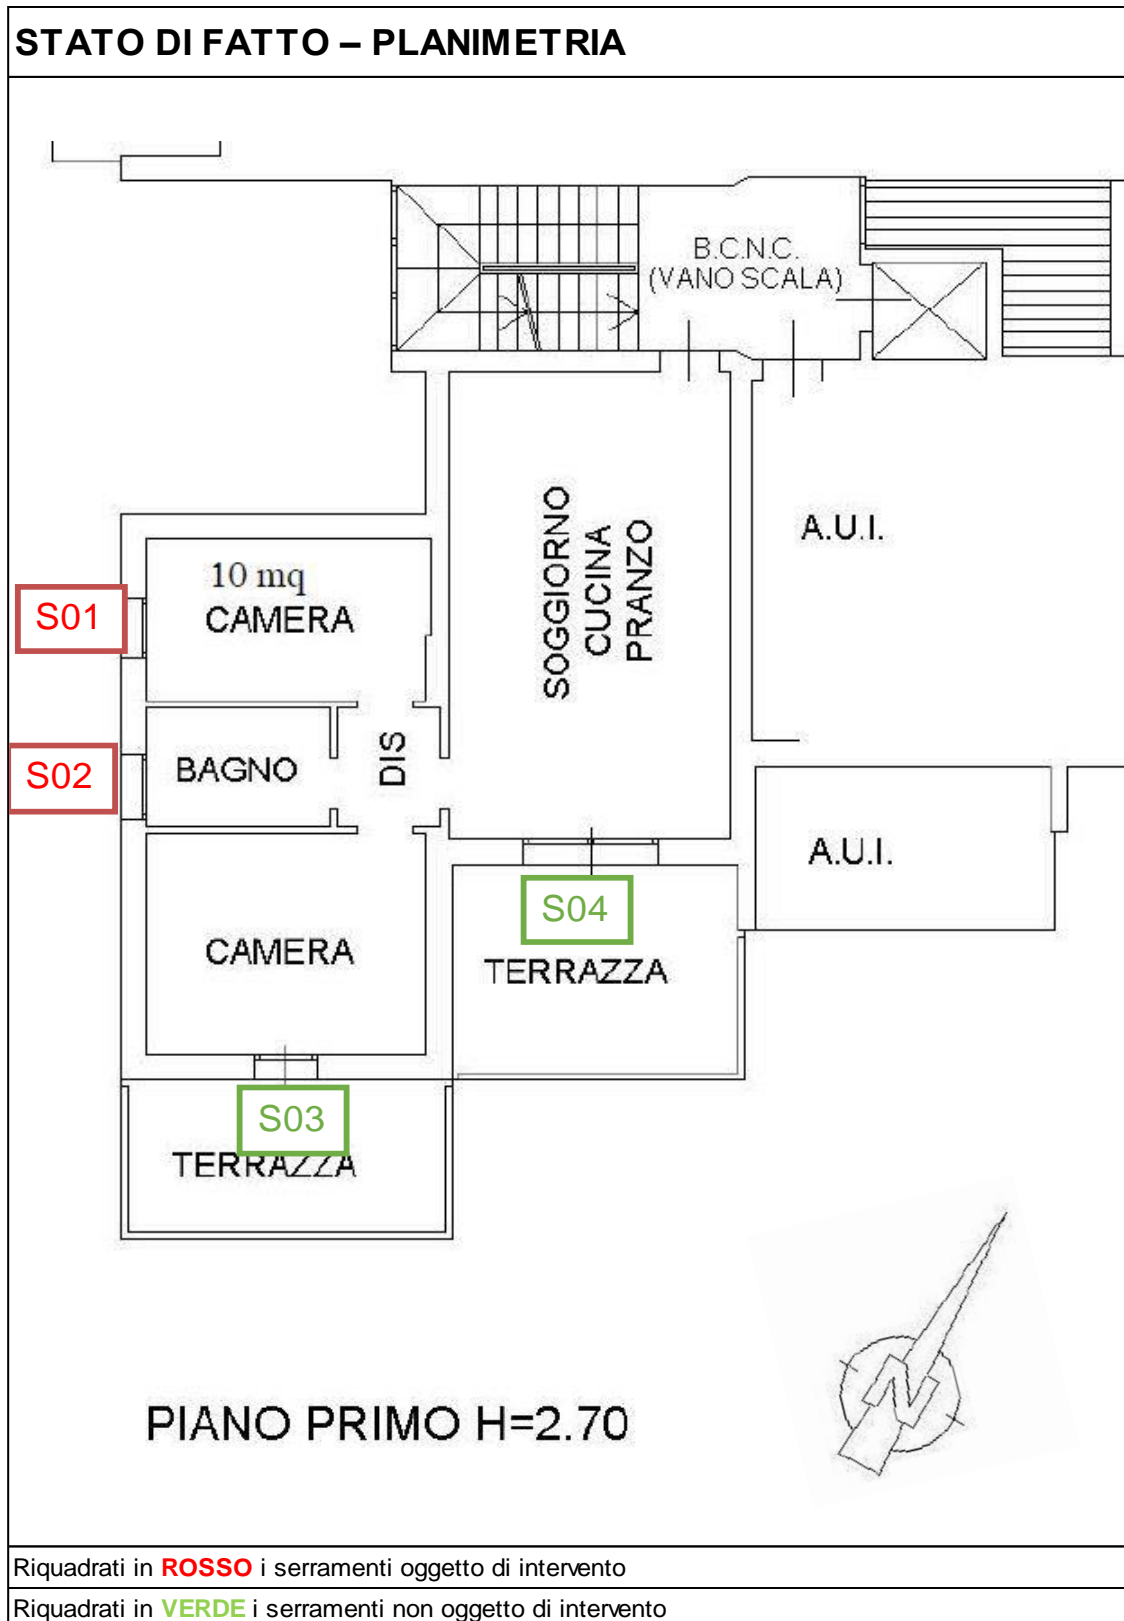 STATO DI FATTO – PLANIMETRIA
B.C.N.C.
(VANO SCALA)
SOGGIORNO
CUCINA
PRANZO
A.U.I.
10 mq
CAMERA
S01
DIS
BAGNO
S02
A.U.I.
S04
CAMERA
TERRAZZA
S03
TERRAZZA
N
PIANO PRIMO H=2.70
Riquadrati in ROSSO i serramenti oggetto di intervento
Riquadrati in VERDE i serramenti non oggetto di intervento